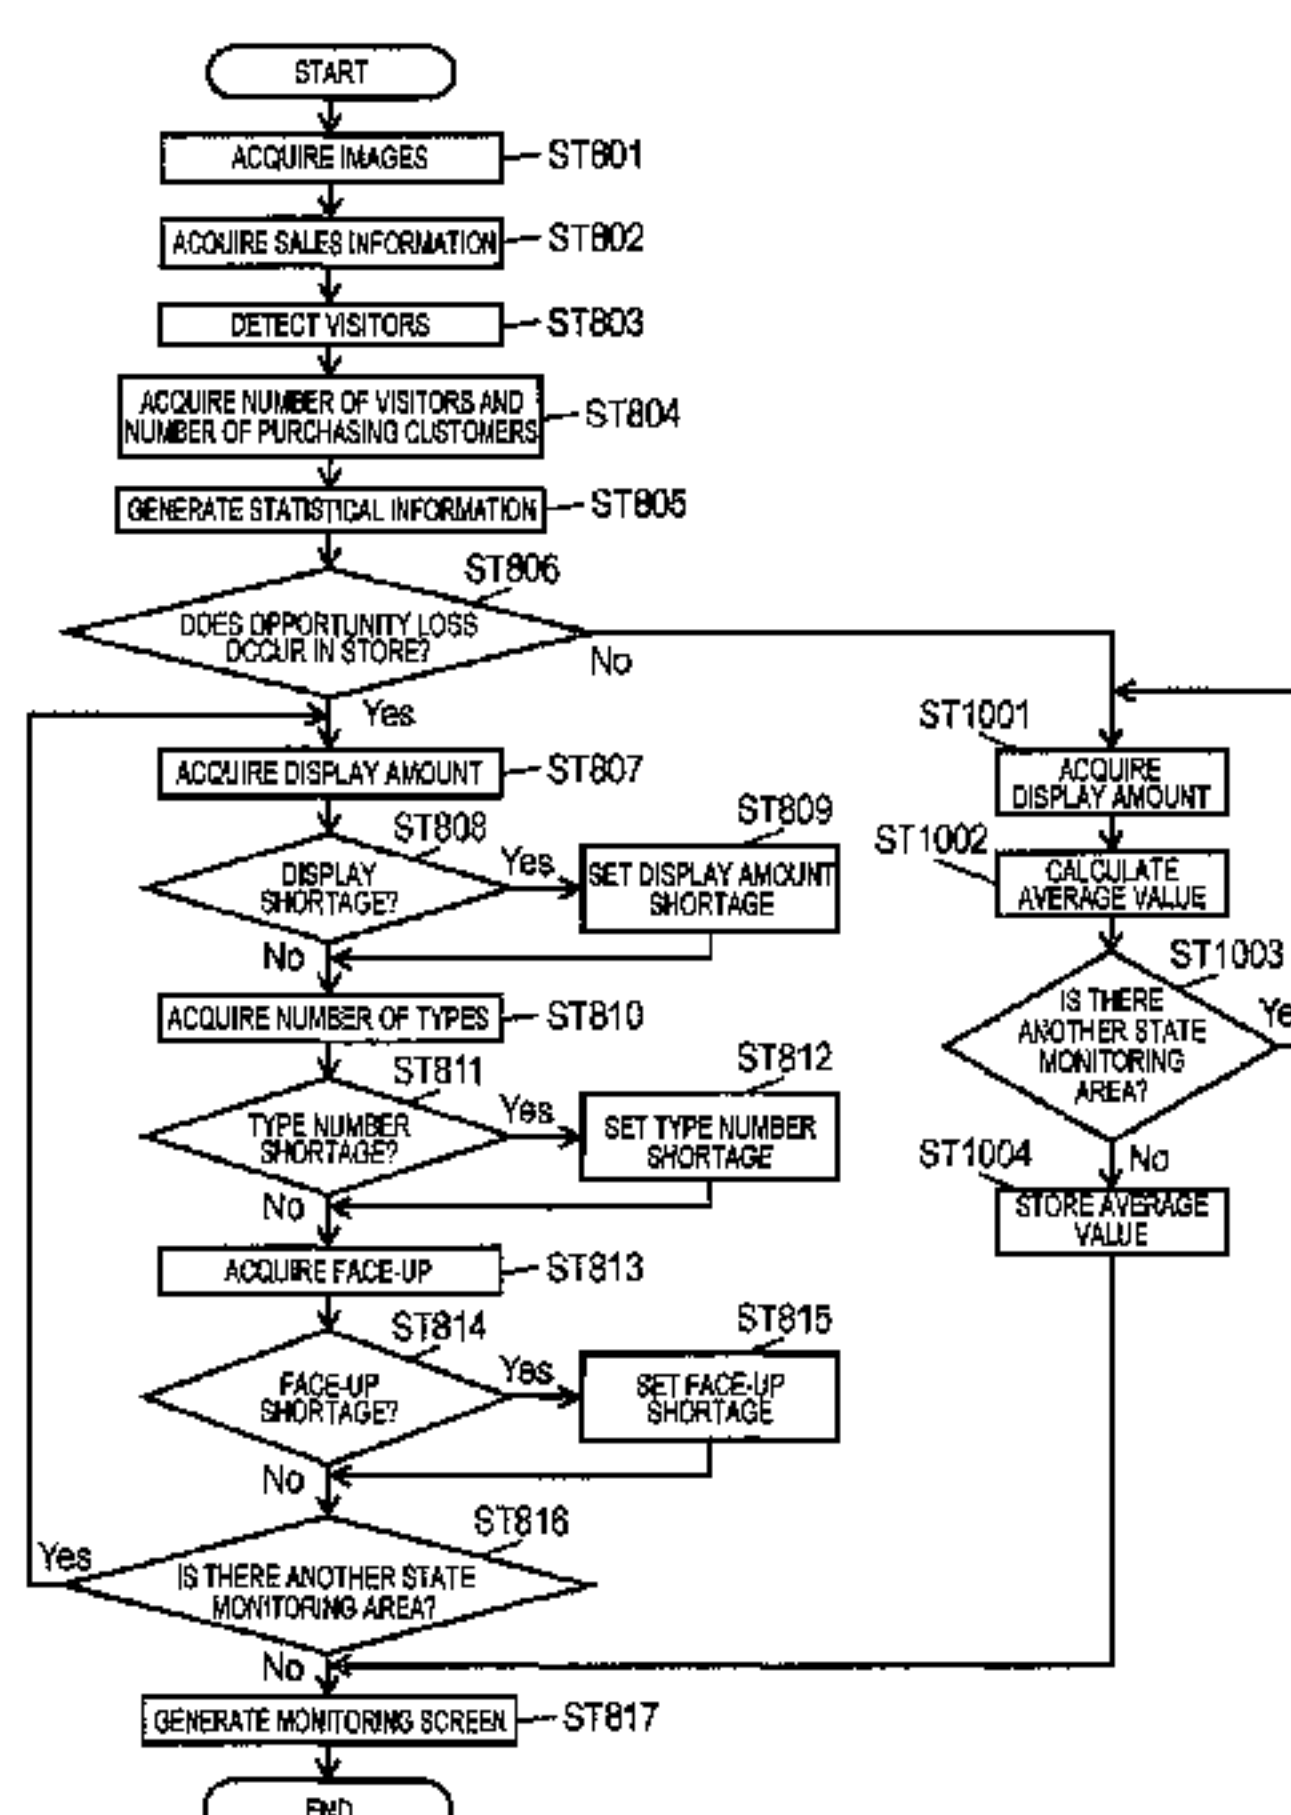 START
ACQUIRE IMAGES
ST801
ACQUIRE SALES INFORMATION
ST802
DETECT VISITORS
ST803
ACQUIRE NUMBER OF VISITORS AND
NUMBER OF PURCHASING CUSTOMERS
ST804
GENERATE STATISTICAL INFORMATION
ST805
ST806
DOES OPPORTUNITY LOSS
OCCUR IN STORE?
No
Yes
ACQUIRE DISPLAY AMOUNT
ST807
ST808
DISPLAY
SHORTAGE?
Yes
ST809
SET DISPLAY AMOUNT
SHORTAGE
No
ACQUIRE NUMBER OF TYPES
ST810
ST811
TYPE NUMBER
SHORTAGE?
Yes
ST812
SET TYPE NUMBER
SHORTAGE
No
ACQUIRE FACE-UP
ST813
ST814
FACE-UP
SHORTAGE?
Yes
ST815
SET FACE-UP
SHORTAGE
No
ST816
IS THERE ANOTHER STATE
MONITORING AREA?
Yes
No
GENERATE MONITORING SCREEN
ST817
END
ST1001
ACQUIRE
DISPLAY AMOUNT
ST1002
CALCULATE
AVERAGE VALUE
ST1003
IS THERE
ANOTHER STATE
MONITORING
AREA?
Ye
No
ST1004
STORE AVERAGE
VALUE